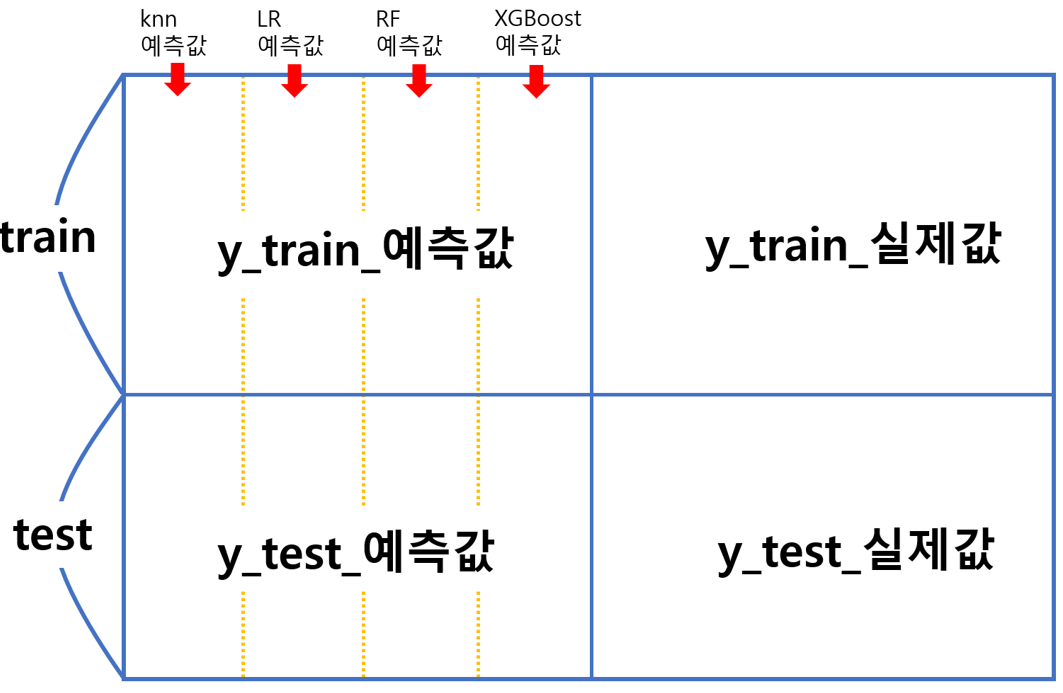 knn
예측값
LR
예측값
RF
예측값
XGBoost
예측값
train
y_train_예측값
y_train_실제값
test
y_test_예측값
y_test_실제값